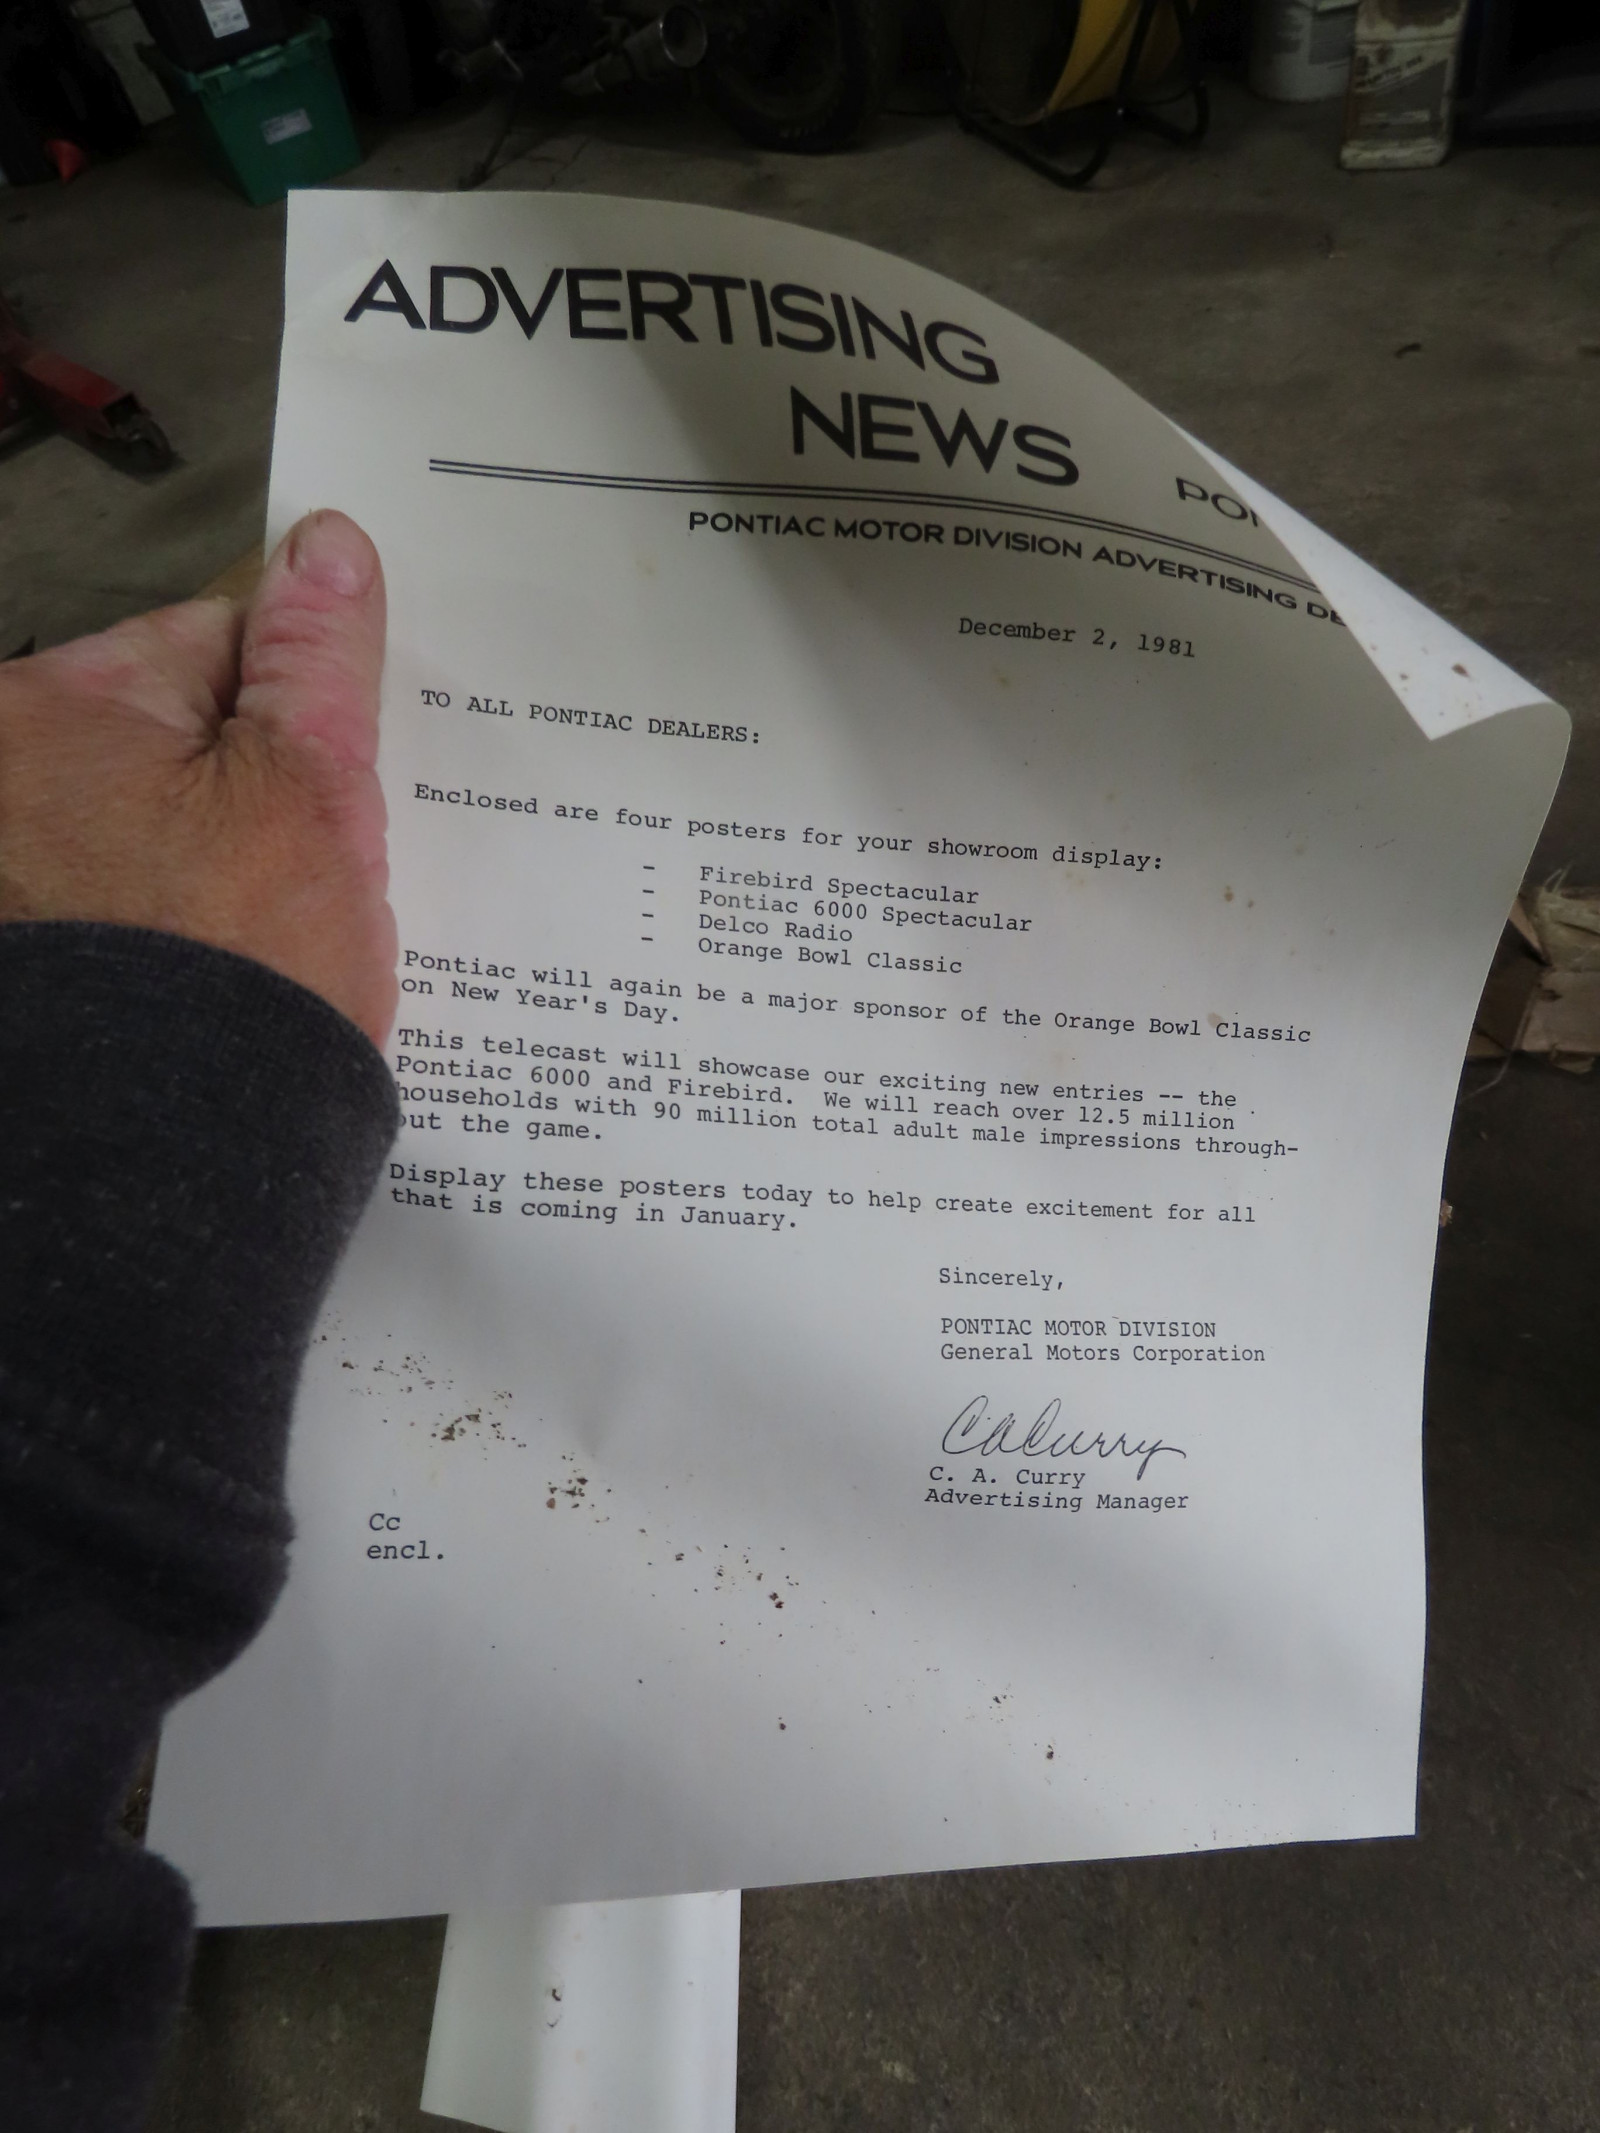 ADVERTISING
NEWS
PONTIAC MOTOR DIVISION ADVERTISING
December 2, 1981
TO ALL PONTIAC DEALERS:
Enclosed are four posters for your showroom display:
- Firebird Spectacular
- Pontiac 6000 Spectacular
- Delco Radio
- Orange Bowl Classic
Pontiac will again be a major sponsor of the Orange Bowl Classic
on New Year's Day.
This telecast will showcase our exciting new entries -- the
Pontiac 6000 and Firebird. We will reach over 12.5 million
households with 90 million total adult male impressions through-
out the game.
Display these posters today to help create excitement for all
that is coming in January.
Sincerely,
PONTIAC MOTOR DIVISION
General Motors Corporation
CACurry
C. A. Curry
Advertising Manager
Cc
encl.